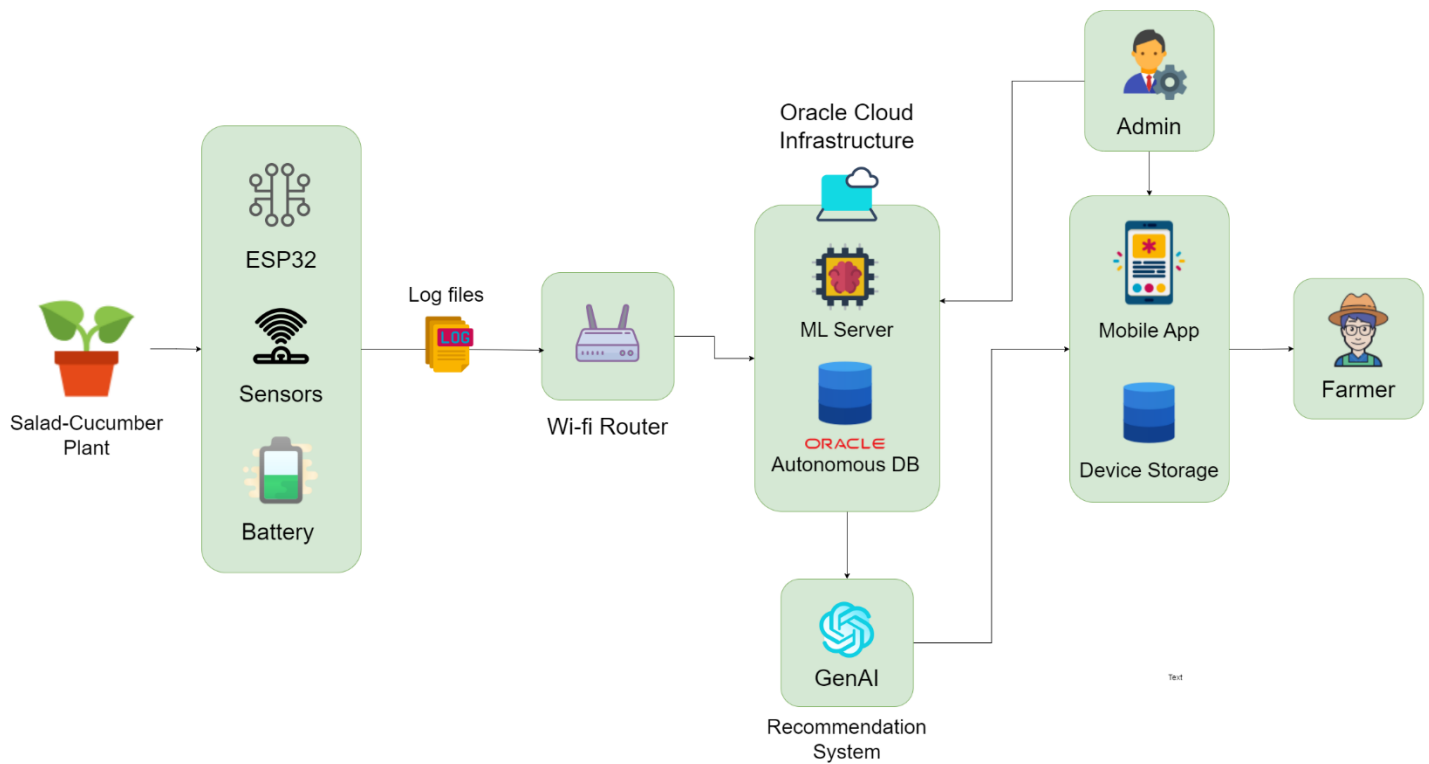 Salad-Cucumber
Plant
ESP32
Sensors
Battery
Log files
LOG
Wi-fi Router
Oracle Cloud
Infrastructure
ML Server
ORACLE
Autonomous DB
GenAI
Recommendation
System
Admin
Mobile App
Device Storage
Farmer
Text